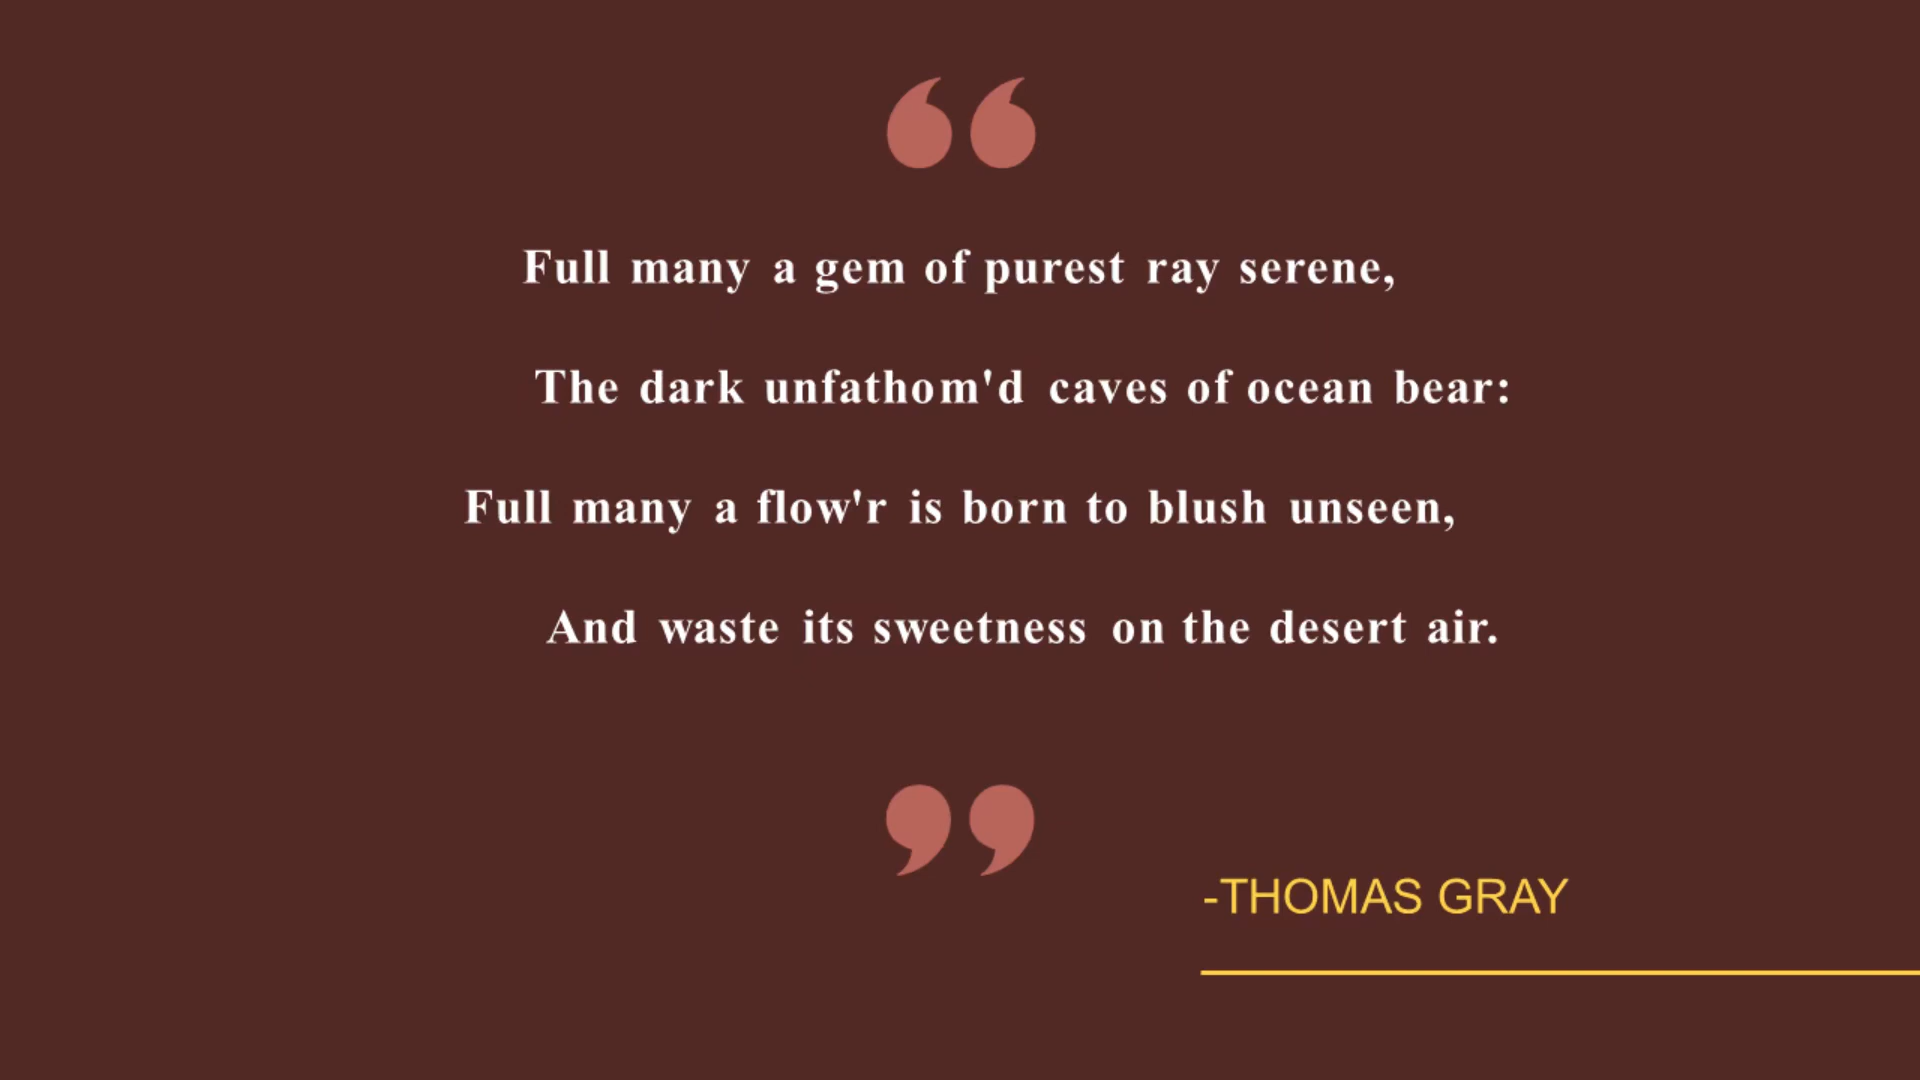 “
Full many a gem of purest ray serene,
The dark unfathom'd caves of ocean bear:
Full many a flow'r is born to blush unseen,
And waste its sweetness on the desert air.
”
-THOMAS GRAY